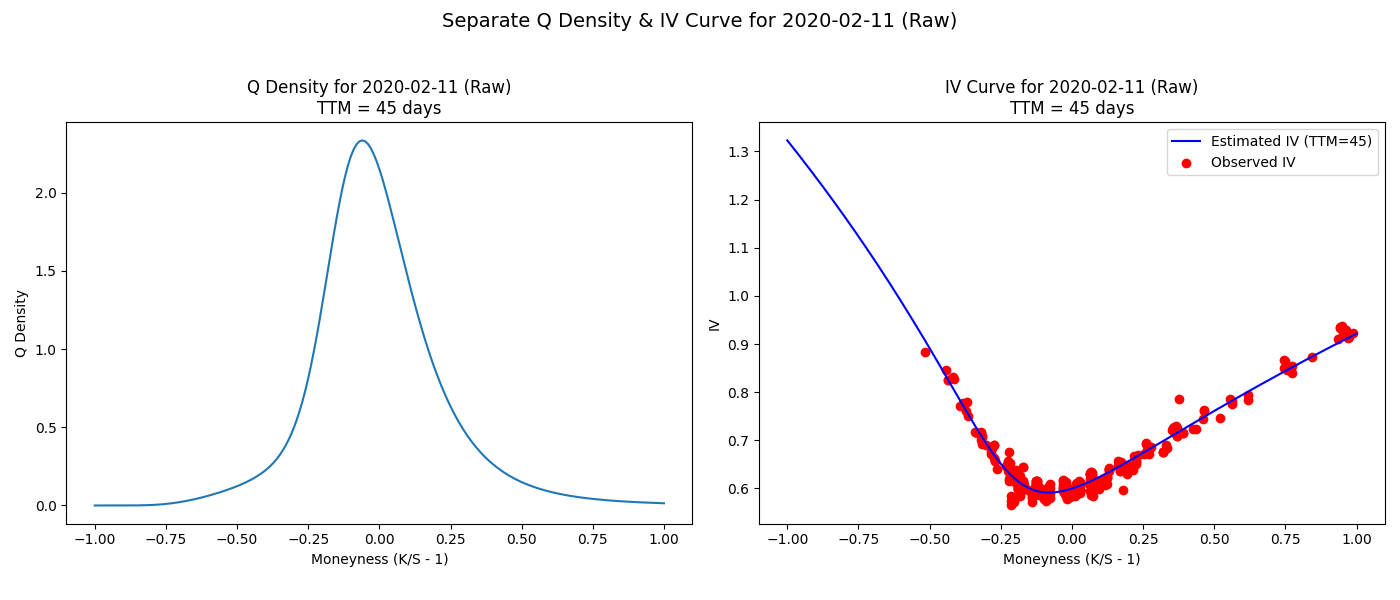 Separate Q Density & IV Curve for 2020-02-11 (Raw)
Q Density for 2020-02-11 (Raw)
TTM = 45 days
Q Density
2.0
1.5
1.0
0.5
0.0
−1.00 −0.75 −0.50 −0.25 0.00 0.25 0.50 0.75 1.00
Moneyness (K/S - 1)
IV Curve for 2020-02-11 (Raw)
TTM = 45 days
Estimated IV (TTM=45)
Observed IV
IV
1.3
1.2
1.1
1.0
0.9
0.8
0.7
0.6
−1.00 −0.75 −0.50 −0.25 0.00 0.25 0.50 0.75 1.00
Moneyness (K/S - 1)